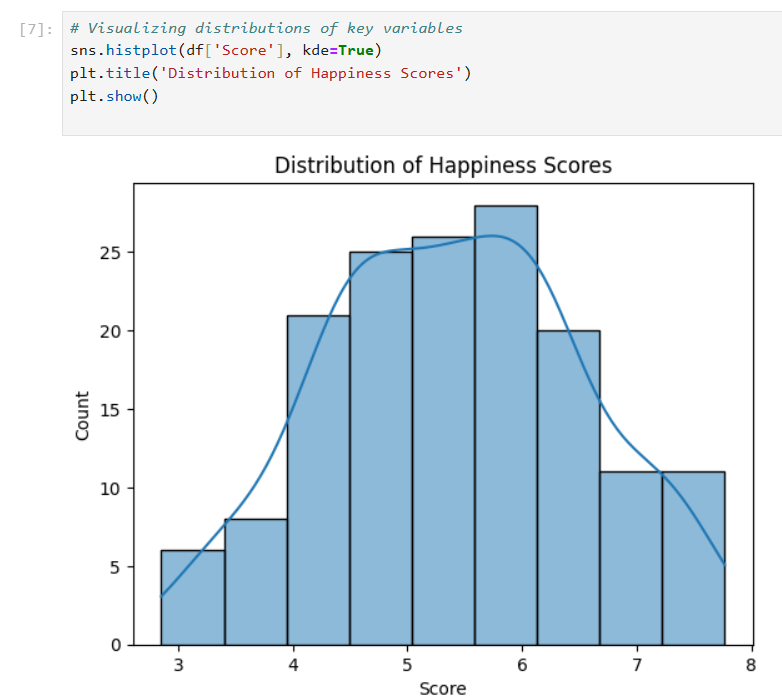 [7]:
# Visualizing distributions of key variables
sns.histplot(df['Score'], kde=True)
plt.title('Distribution of Happiness Scores')
plt.show()
Distribution of Happiness Scores
25
20
15
10
5
0
Count
3 4 5 6 7 8
Score